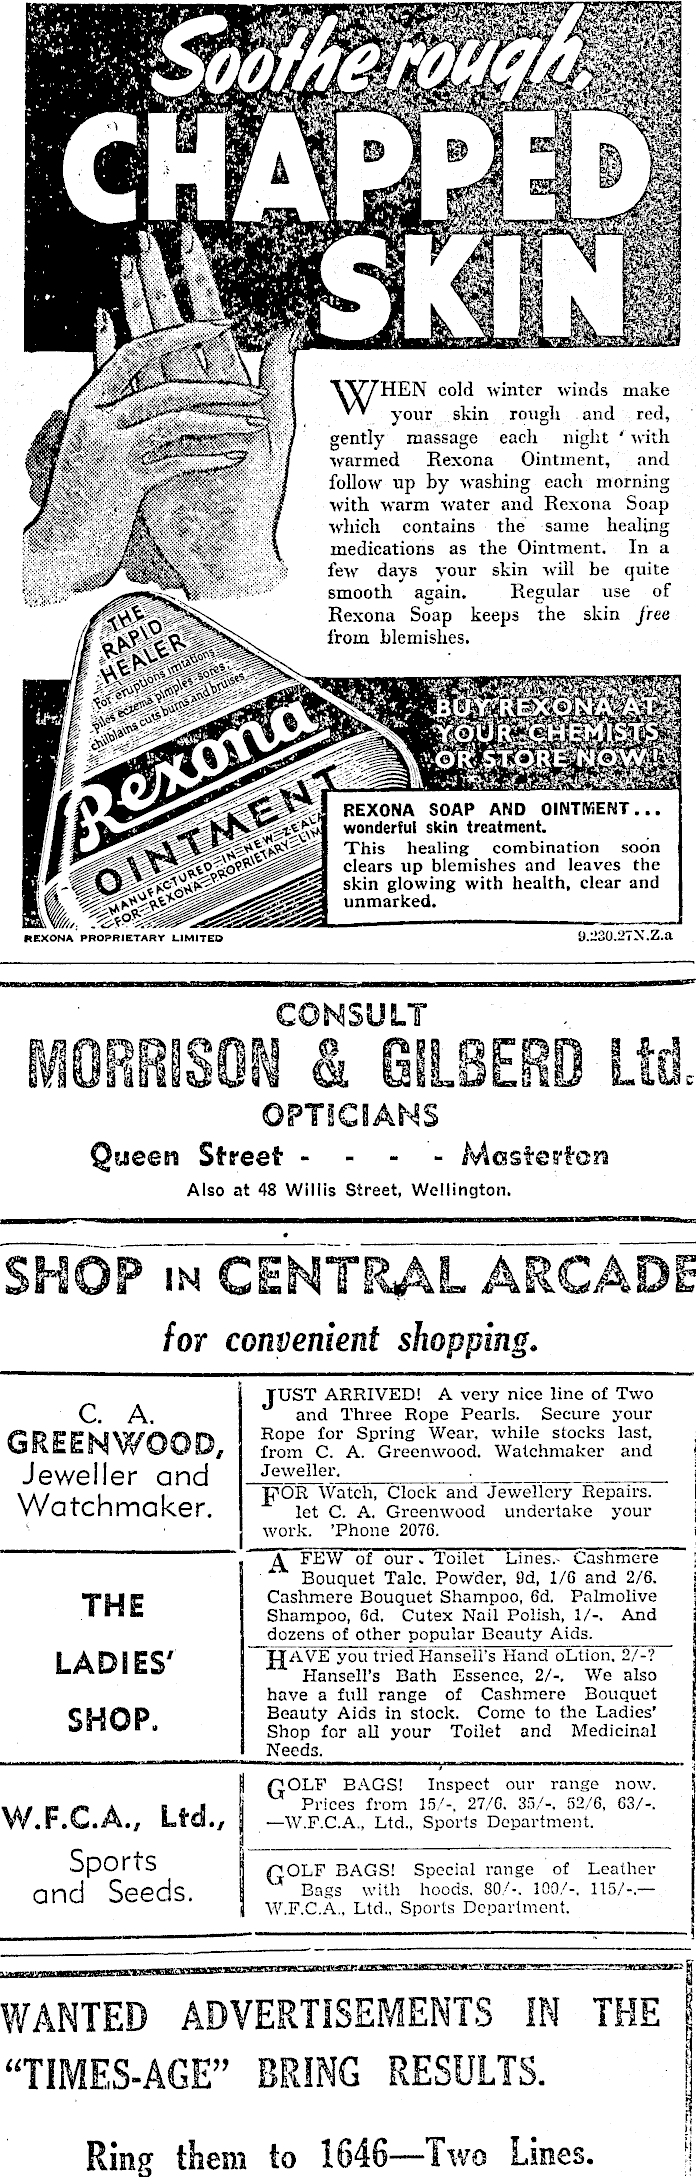 Soothe rough,
CHAPPED
SKIN
WHEN cold winter winds make
your skin rough and red,
gently massage each night with
warmed Rexona Ointment, and
follow up by washing each morning
with warm water and Rexona Soap
which contains the same healing
medications as the Ointment. In a
few days your skin will be quite
smooth again. Regular use of
Rexona Soap keeps the skin free
from blemishes.
THE
RAPID
HEALER
For eruptions irritations
piles eczema pimples sores
chilblains cuts burns and bruises
Rexona
OINTMENT
MANUFACTURED-IN-NEW-ZEALA
FOR-REXONA-PROPRIETARY-LIM
BUY REXONA AT
YOUR CHEMISTS
OR STORE NOW!
REXONA SOAP AND OINTMENT...
wonderful skin treatment.
This healing combination soon
clears up blemishes and leaves the
skin glowing with health, clear and
unmarked.
REXONA PROPRIETARY LIMITED
9.230.27N.Z.a
CONSULT
MORRISON & GILBERD Ltd.
OPTICIANS
Queen Street - - - - Masterton
Also at 48 Willis Street, Wellington.
SHOP IN CENTRAL ARCADE
for convenient shopping.
C. A.
GREENWOOD,
Jeweller and
Watchmaker.
JUST ARRIVED! A very nice line of Two
and Three Rope Pearls. Secure your
Rope for Spring Wear, while stocks last,
from C. A. Greenwood. Watchmaker and
Jeweller.
FOR Watch, Clock and Jewellery Repairs.
let C. A. Greenwood undertake your
work. 'Phone 2076.
THE
LADIES'
SHOP.
A FEW of our Toilet Lines. Cashmere
Bouquet Talc. Powder, 9d, 1/6 and 2/6.
Cashmere Bouquet Shampoo, 6d. Palmolive
Shampoo, 6d. Cutex Nail Polish, 1/-. And
dozens of other popular Beauty Aids.
HAVE you tried Hansell's Hand oLtion, 2/-?
Hansell's Bath Essence, 2/-. We also
have a full range of Cashmere Bouquet
Beauty Aids in stock. Come to the Ladies'
Shop for all your Toilet and Medicinal
Needs.
W.F.C.A., Ltd.,
Sports
and Seeds.
GOLF BAGS! Inspect our range now.
Prices from 15/-, 27/6, 35/-, 52/6, 63/-.
—W.F.C.A., Ltd., Sports Department.
GOLF BAGS! Special range of Leather
Bags with hoods. 80/-, 100/-, 115/-.—
W.F.C.A., Ltd., Sports Department.
WANTED ADVERTISEMENTS IN THE
"TIMES-AGE" BRING RESULTS.
Ring them to 1646—Two Lines.